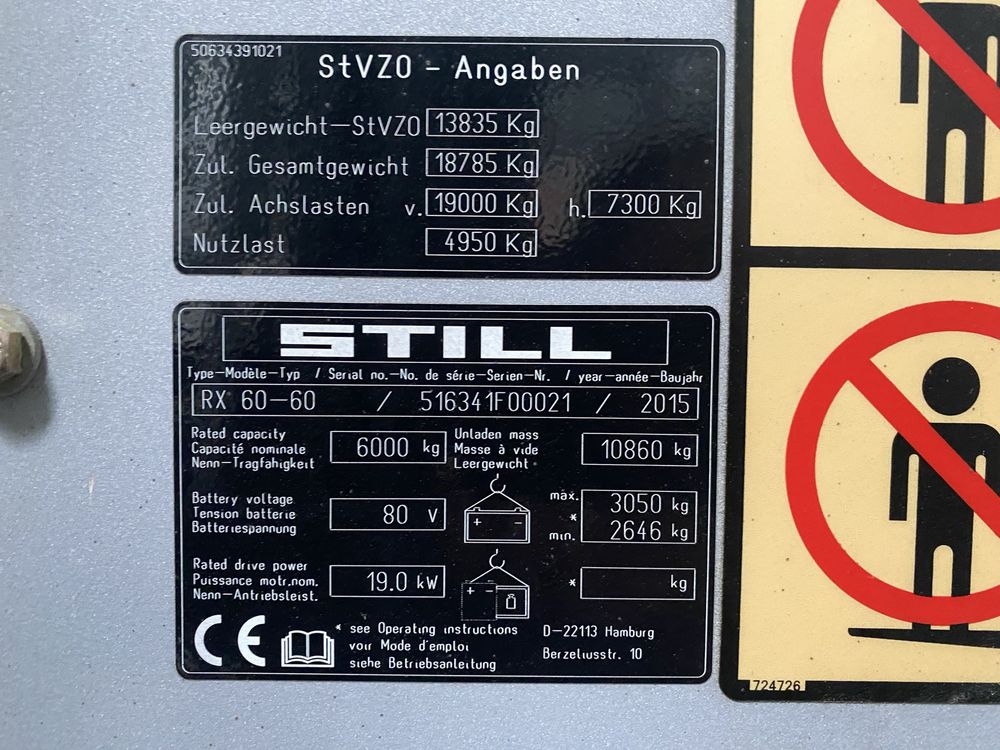 50634391021
StVZO - Angaben
Leergewicht-StVZO 13835 Kg
Zul. Gesamtgewicht 18785 Kg
Zul. Achslasten v. 19000 Kg h. 7300 Kg
Nutzlast 4950 Kg
STILL
Type-Modèle-Typ / Serial no.-No. de série-Serien-Nr. / year-année-Baujahr
RX 60-60 / 516341F00021 / 2015
Rated capacity
Capacité nominale
Nenn-Tragfähigkeit
6000 kg
Unladen mass
Masse à vide
Leergewicht
10860 kg
Battery voltage
Tension batterie
Batteriespannung
80 V
+ -
max. 3050 kg
*
min. 2646 kg
Rated drive power
Puissance motr.nom.
Nenn-Antriebsleist.
19.0 kW
+ -
* kg
CE
* see Operating instructions
voir Mode d'emploi
siehe Betriebsanleitung
D-22113 Hamburg
Berzeliusstr. 10
724726